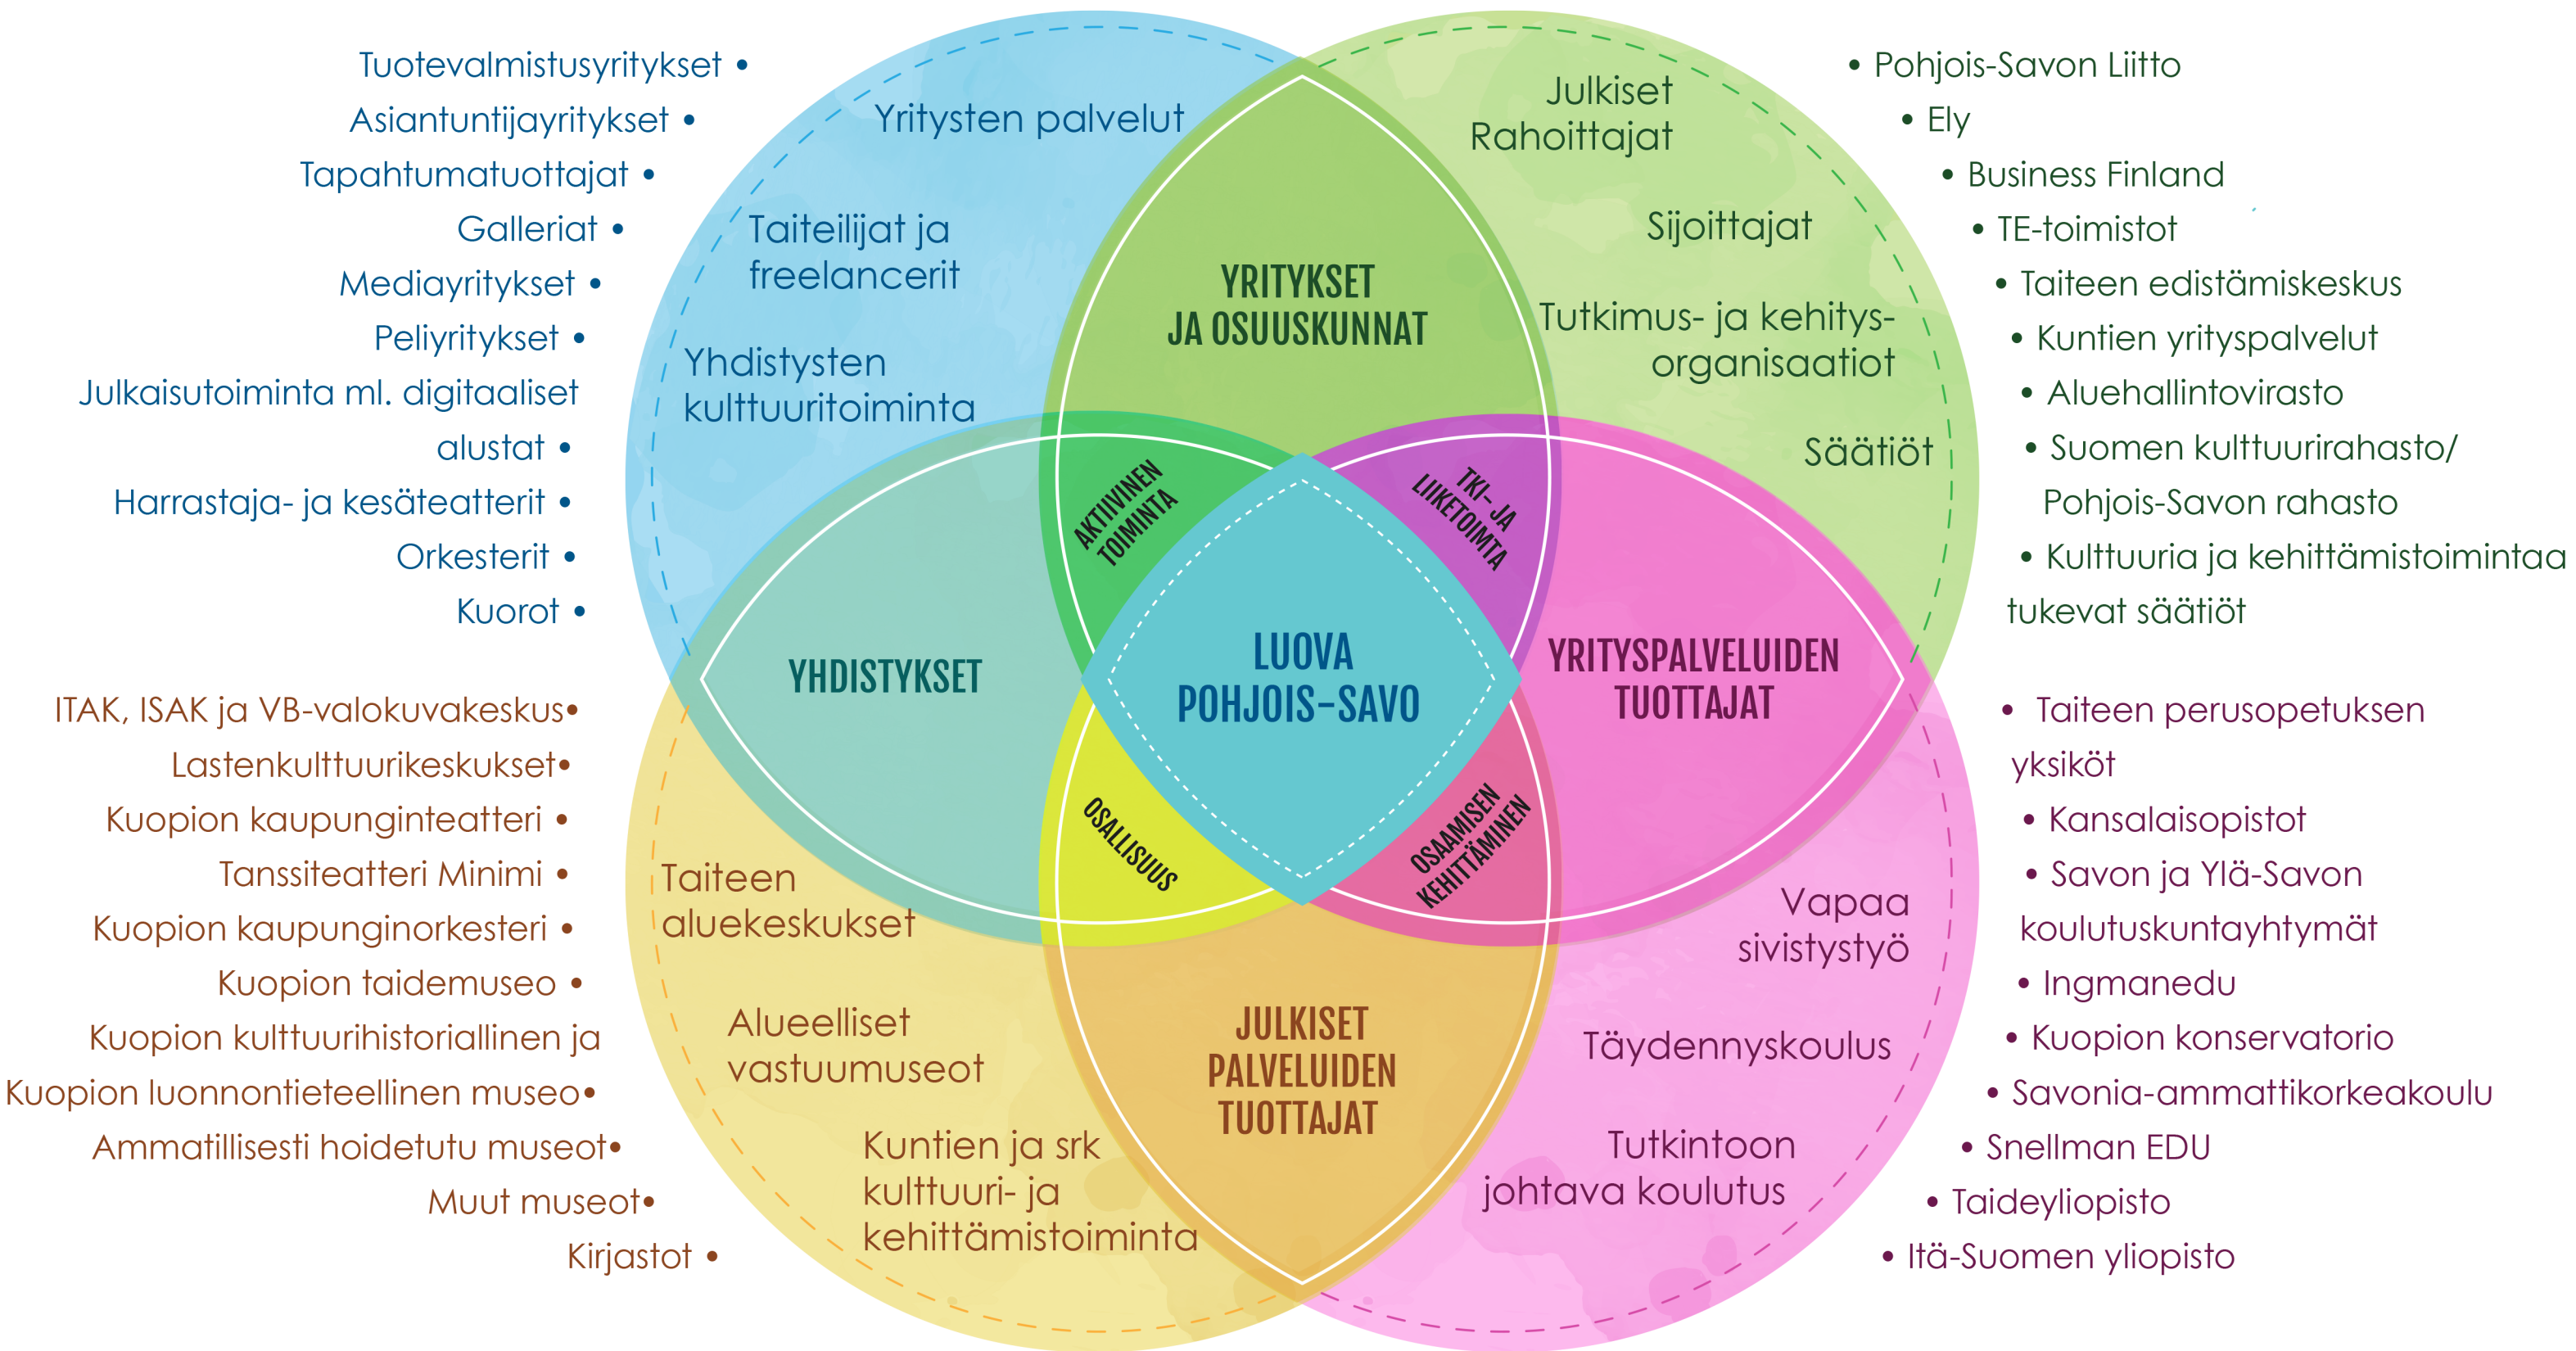 Tuotevalmistusyritykset •
Asiantuntijayritykset •
Tapahtumatuottajat •
Galleriat •
Mediayritykset •
Peliyritykset •
Julkaisutoiminta ml. digitaaliset
alustat •
Harrastaja- ja kesäteatterit •
Orkesterit •
Kuorot •
Yritysten palvelut
Taiteilijat ja
freelancerit
Yhdistysten
kulttuuritoiminta
YRITYKSET
JA OSUUSKUNNAT
Julkiset
Rahoittajat
Sijoittajat
Tutkimus- ja kehitys-
organisaatiot
Säätiöt
• Pohjois-Savon Liitto
• Ely
• Business Finland
• TE-toimistot
• Taiteen edistämiskeskus
• Kuntien yrityspalvelut
• Aluehallintovirasto
• Suomen kulttuurirahasto/
Pohjois-Savon rahasto
• Kulttuuria ja kehittämistoimintaa
tukevat säätiöt
AKTIIVINEN
TOIMINTA
TKI- JA
LIIKETOIMTA
YHDISTYKSET
LUOVA
POHJOIS-SAVO
YRITYSPALVELUIDEN
TUOTTAJAT
OSALLISUUS
OSAAMISEN
KEHITTÄMINEN
ITAK, ISAK ja VB-valokuvakeskus•
Lastenkulttuurikeskukset•
Kuopion kaupunginteatteri •
Tanssiteatteri Minimi •
Kuopion kaupunginorkesteri •
Kuopion taidemuseo •
Kuopion kulttuurihistoriallinen ja
Kuopion luonnontieteellinen museo•
Ammatillisesti hoidetutu museot•
Muut museot•
Kirjastot •
Taiteen
aluekeskukset
Alueelliset
vastuumuseot
Kuntien ja srk
kulttuuri- ja
kehittämistoiminta
JULKISET
PALVELUIDEN
TUOTTAJAT
Vapaa
sivistystyö
Täydennyskoulus
Tutkintoon
johtava koulutus
• Taiteen perusopetuksen
yksiköt
• Kansalaisopistot
• Savon ja Ylä-Savon
koulutuskuntayhtymät
• Ingmanedu
• Kuopion konservatorio
• Savonia-ammattikorkeakoulu
• Snellman EDU
• Taideyliopisto
• Itä-Suomen yliopisto